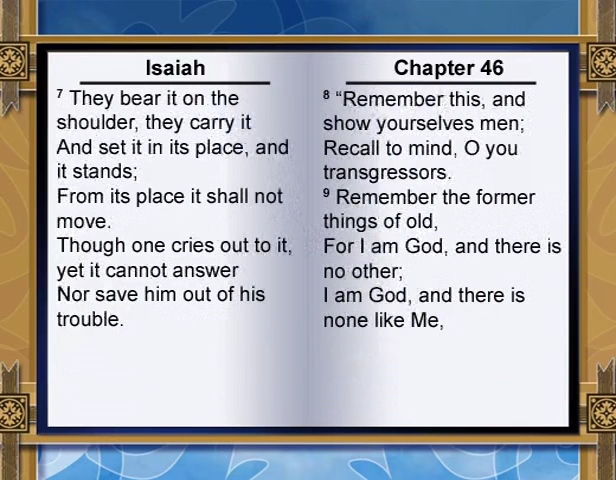 Isaiah
⁷ They bear it on the
shoulder, they carry it
And set it in its place, and
it stands;
From its place it shall not
move.
Though one cries out to it,
yet it cannot answer
Nor save him out of his
trouble.
Chapter 46
⁸ “Remember this, and
show yourselves men;
Recall to mind, O you
transgressors.
⁹ Remember the former
things of old,
For I am God, and there is
no other;
I am God, and there is
none like Me,